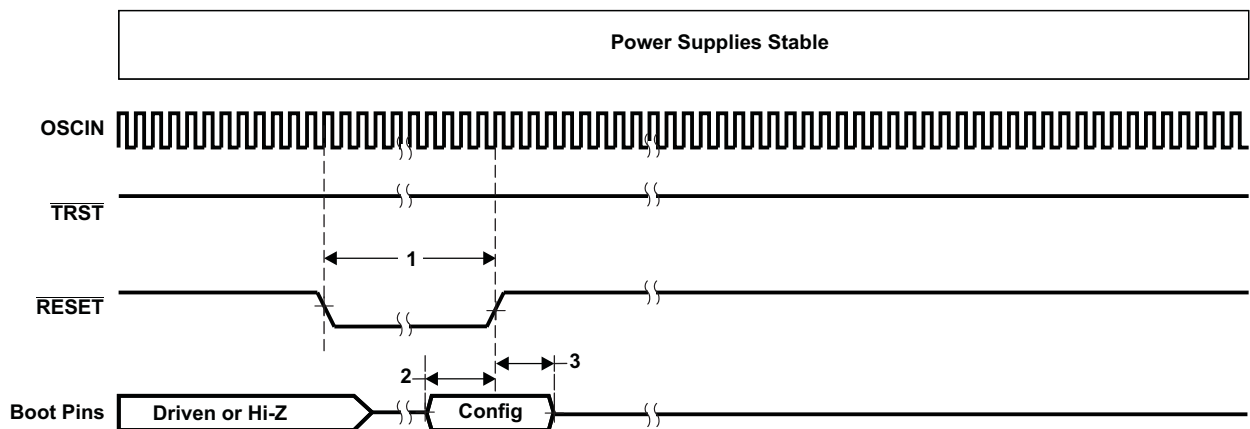 Power Supplies Stable
OSCIN
TRST
1
RESET
2
3
Boot Pins
Driven or Hi-Z
Config